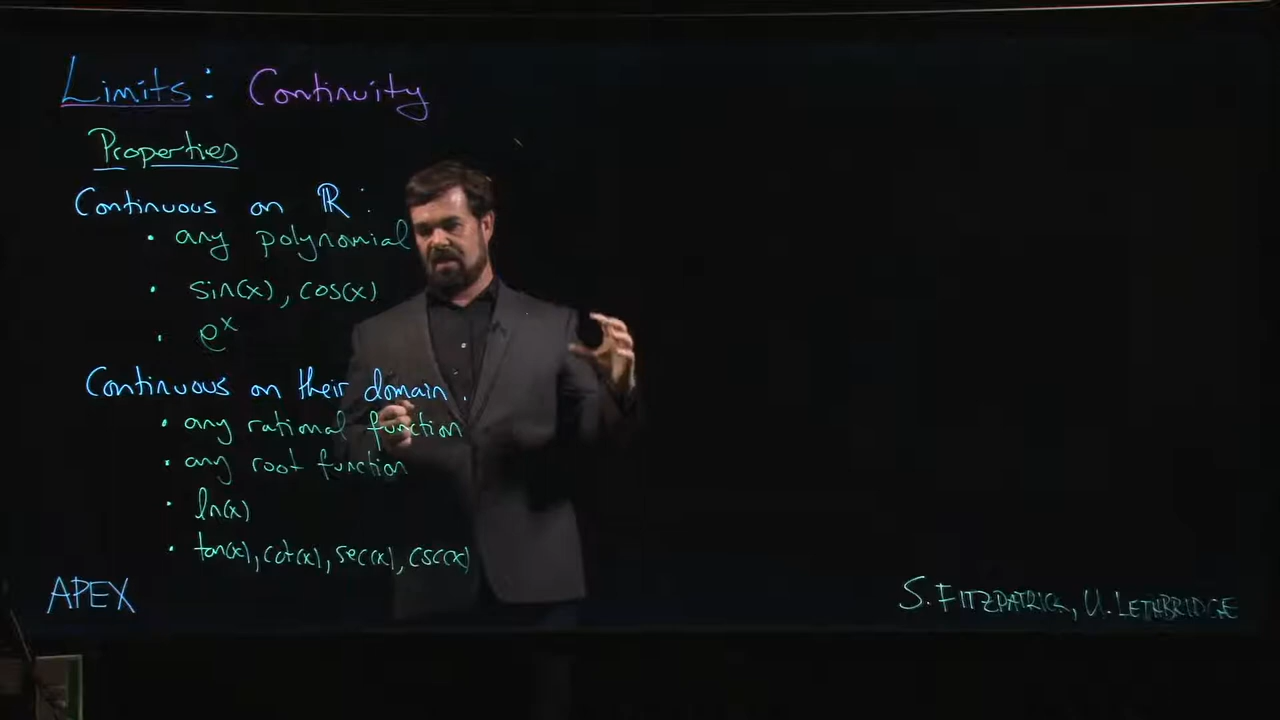 Limits: Continuity
Properties
Continuous on ℝ:
• any polynomial
• sin(x), cos(x)
• eˣ
Continuous on their domain.
• any rational function
• any root function
• ln(x)
• tan(x), cot(x), sec(x), csc(x)
APEX
S. FITZPATRICK, U. LETHBRIDGE